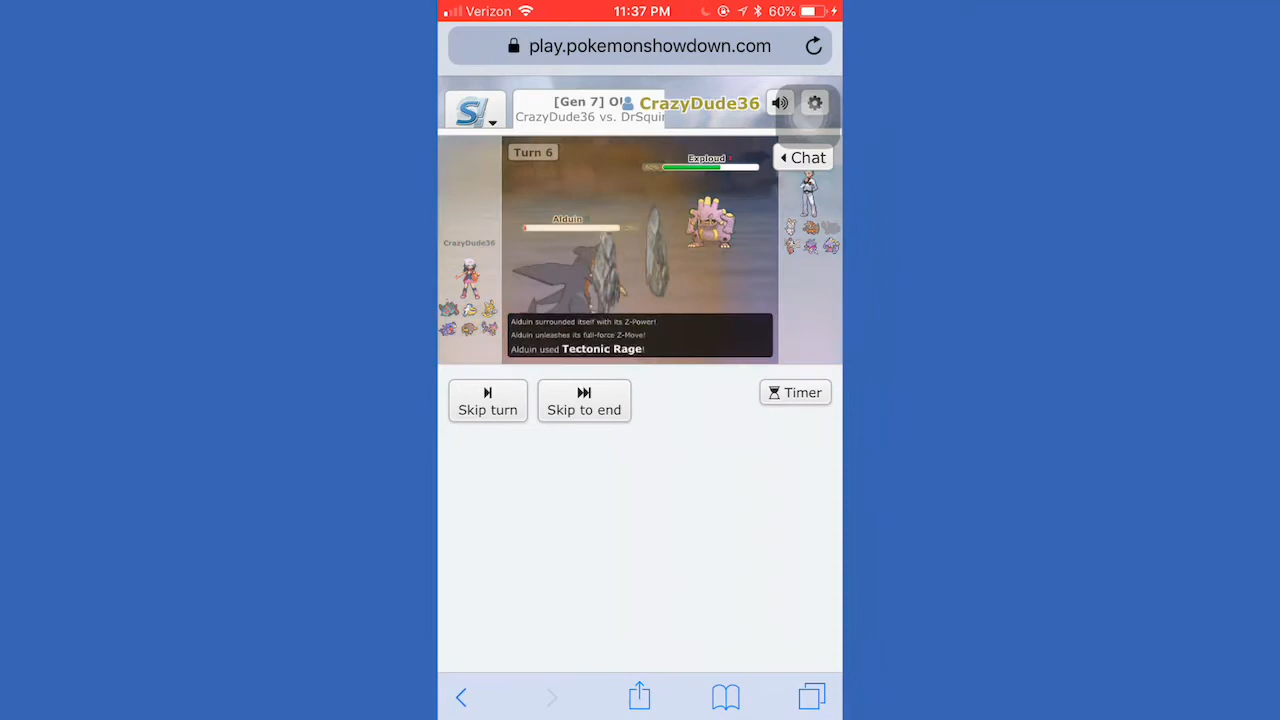 Verizon 11:37 PM 60%
play.pokemonshowdown.com
[Gen 7] CrazyDude36
CrazyDude36 vs. DrSqui
Turn 6
Exploud
Chat
Alduin
CrazyDude36
Alduin surrounded itself with its Z-Power!
Alduin unleashes its full-force Z-Move!
Alduin used Tectonic Rage!
Skip turn
Skip to end
Timer